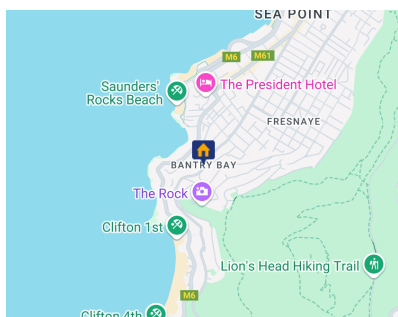 SEA POINT
M6
M61
Saunders'
Rocks Beach
The President Hotel
FRESNAYE
BANTRY BAY
The Rock
Clifton 1st
Lion's Head Hiking Trail
M6
Clifton 4th